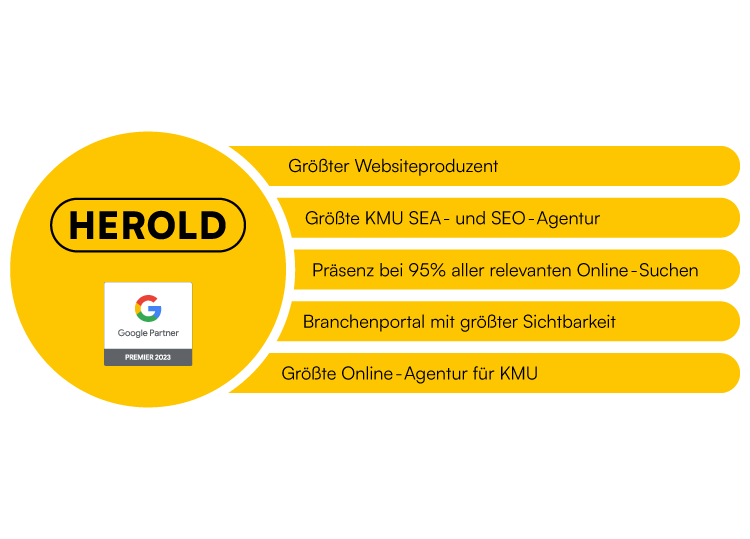 HEROLD
Google Partner
PREMIER 2023
Größter Websiteproduzent
Größte KMU SEA- und SEO-Agentur
Präsenz bei 95% aller relevanten Online-Suchen
Branchenportal mit größter Sichtbarkeit
Größte Online-Agentur für KMU